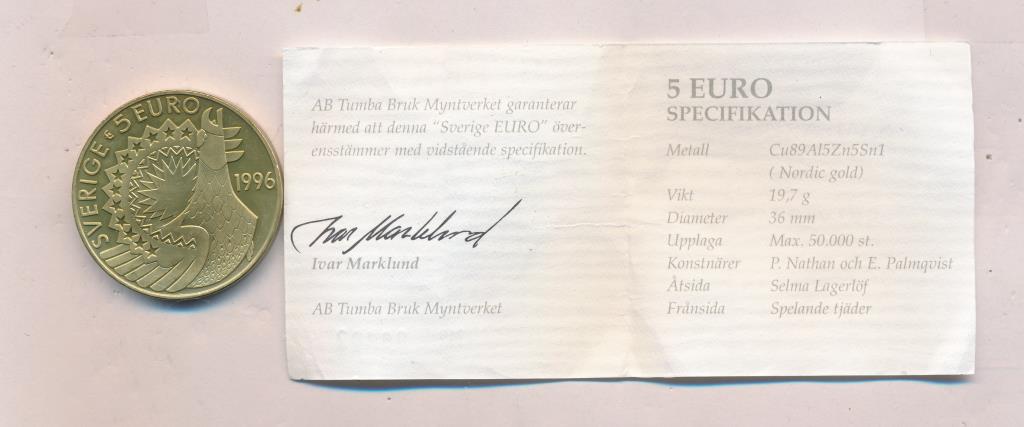 SVERIGE € 5 EURO
1996
AB Tumba Bruk Myntverket garanterar
härmed att denna "Sverige EURO" över-
ensstämmer med vidstående specifikation.
Ivar Marklund
Ivar Marklund
AB Tumba Bruk Myntverket
5 EURO
SPECIFIKATION
Metall Cu89Al5Zn5Sn1
( Nordic gold)
Vikt 19,7 g
Diameter 36 mm
Upplaga Max. 50.000 st.
Konstnärer P. Nathan och E. Palmqvist
Åtsida Selma Lagerlöf
Frånsida Spelande tjäder